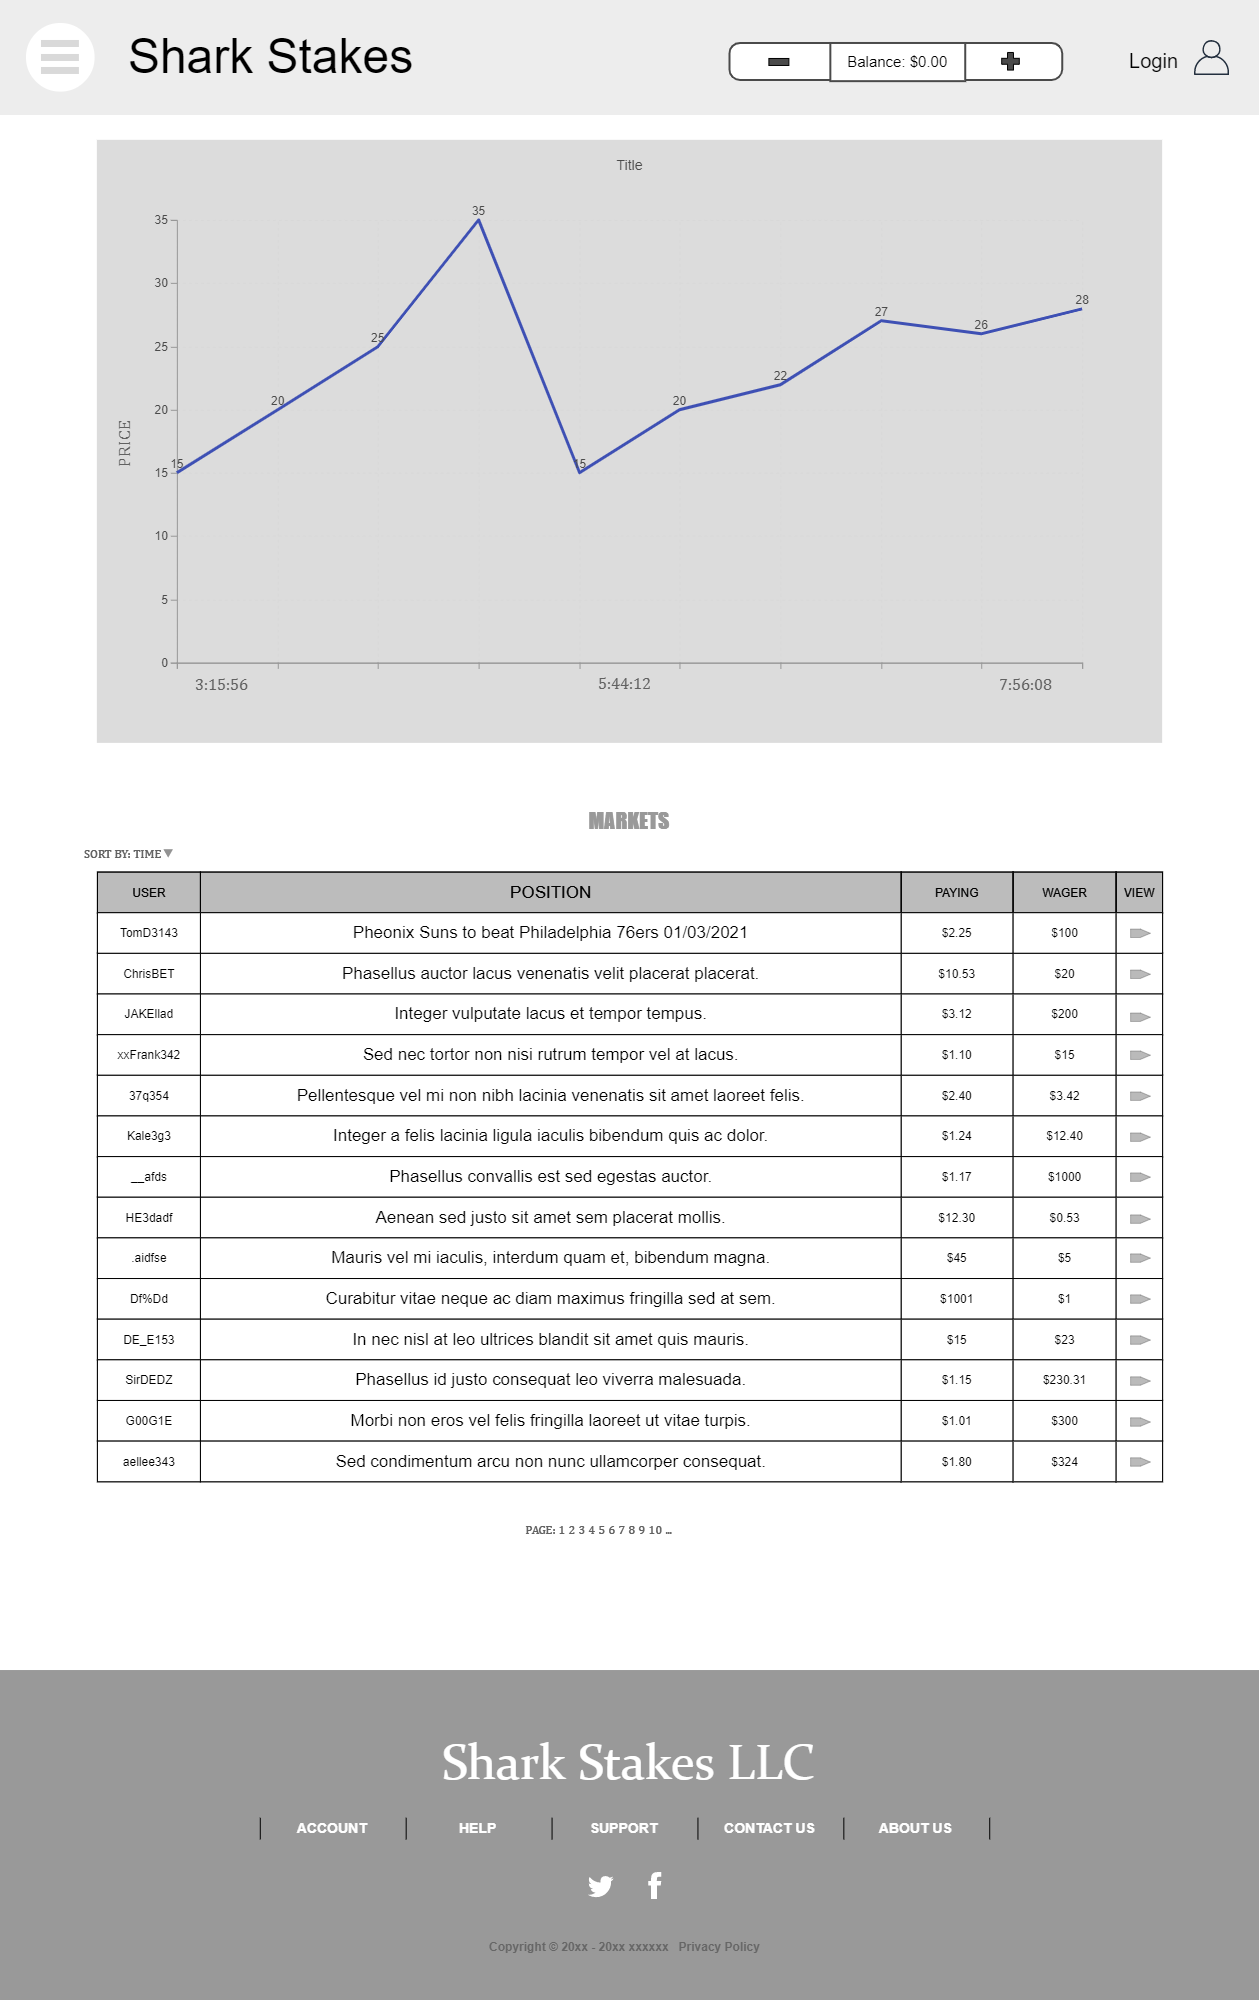 Shark Stakes
Balance: $0.00
Login
Title
35
35
30
28
27
26
25
25
22
20
20
20
PRICE
15
15
15
10
5
0
3:15:56 5:44:12 7:56:08
MARKETS
SORT BY: TIME
USER POSITION PAYING WAGER VIEW
TomD3143 Pheonix Suns to beat Philadelphia 76ers 01/03/2021 $2.25 $100
ChrisBET Phasellus auctor lacus venenatis velit placerat placerat. $10.53 $20
JAKEllad Integer vulputate lacus et tempor tempus. $3.12 $200
xxFrank342 Sed nec tortor non nisi rutrum tempor vel at lacus. $1.10 $15
37q354 Pellentesque vel mi non nibh lacinia venenatis sit amet laoreet felis. $2.40 $3.42
Kale3g3 Integer a felis lacinia ligula iaculis bibendum quis ac dolor. $1.24 $12.40
__afds Phasellus convallis est sed egestas auctor. $1.17 $1000
HE3dadf Aenean sed justo sit amet sem placerat mollis. $12.30 $0.53
.aidfse Mauris vel mi iaculis, interdum quam et, bibendum magna. $45 $5
Df%Dd Curabitur vitae neque ac diam maximus fringilla sed at sem. $1001 $1
DE_E153 In nec nisl at leo ultrices blandit sit amet quis mauris. $15 $23
SirDEDZ Phasellus id justo consequat leo viverra malesuada. $1.15 $230.31
G00G1E Morbi non eros vel felis fringilla laoreet ut vitae turpis. $1.01 $300
aellee343 Sed condimentum arcu non nunc ullamcorper consequat. $1.80 $324
PAGE: 1 2 3 4 5 6 7 8 9 10 ...
Shark Stakes LLC
ACCOUNT HELP SUPPORT CONTACT US ABOUT US
Copyright © 20xx - 20xx xxxxxx Privacy Policy